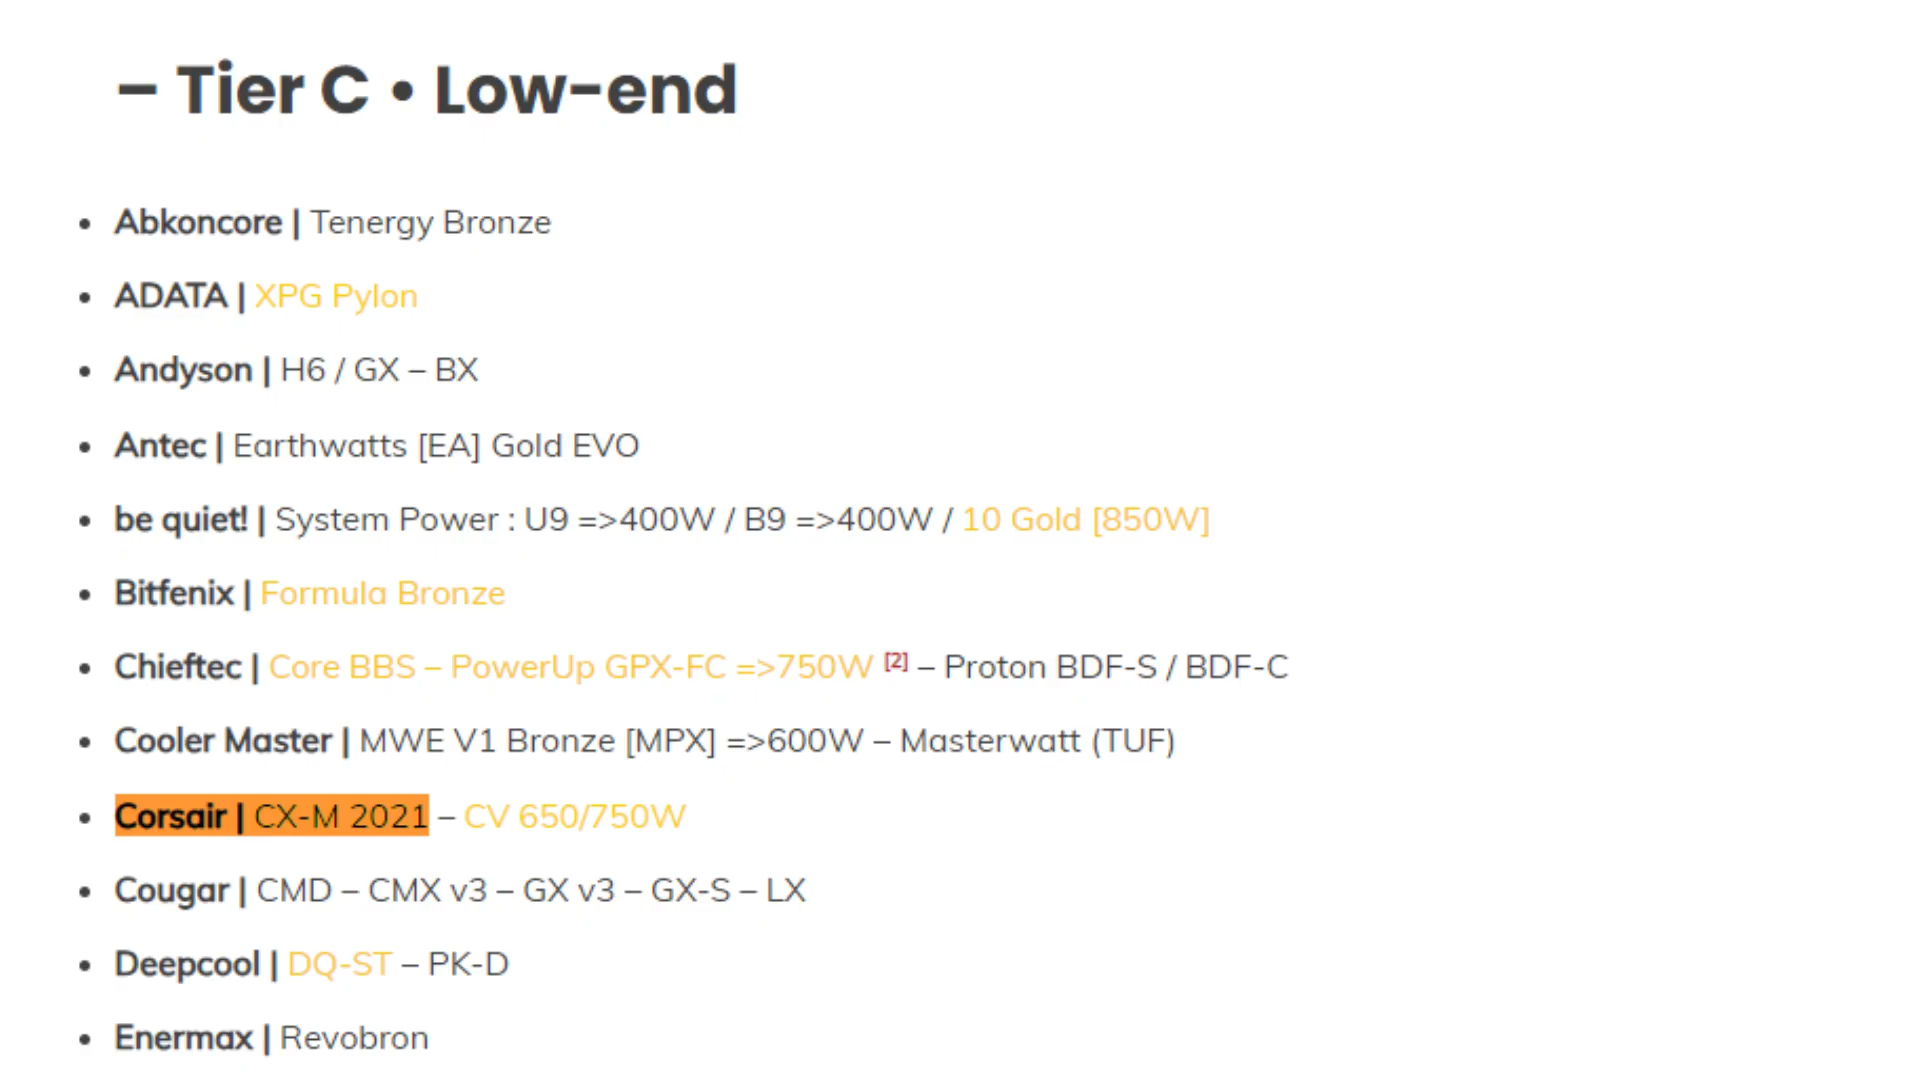 – Tier C • Low-end
• Abkoncore | Tenergy Bronze
• ADATA | XPG Pylon
• Andyson | H6 / GX – BX
• Antec | Earthwatts [EA] Gold EVO
• be quiet! | System Power : U9 =>400W / B9 =>400W / 10 Gold [850W]
• Bitfenix | Formula Bronze
• Chieftec | Core BBS – PowerUp GPX-FC =>750W [2] – Proton BDF-S / BDF-C
• Cooler Master | MWE V1 Bronze [MPX] =>600W – Masterwatt (TUF)
• Corsair | CX-M 2021 – CV 650/750W
• Cougar | CMD – CMX v3 – GX v3 – GX-S – LX
• Deepcool | DQ-ST – PK-D
• Enermax | Revobron